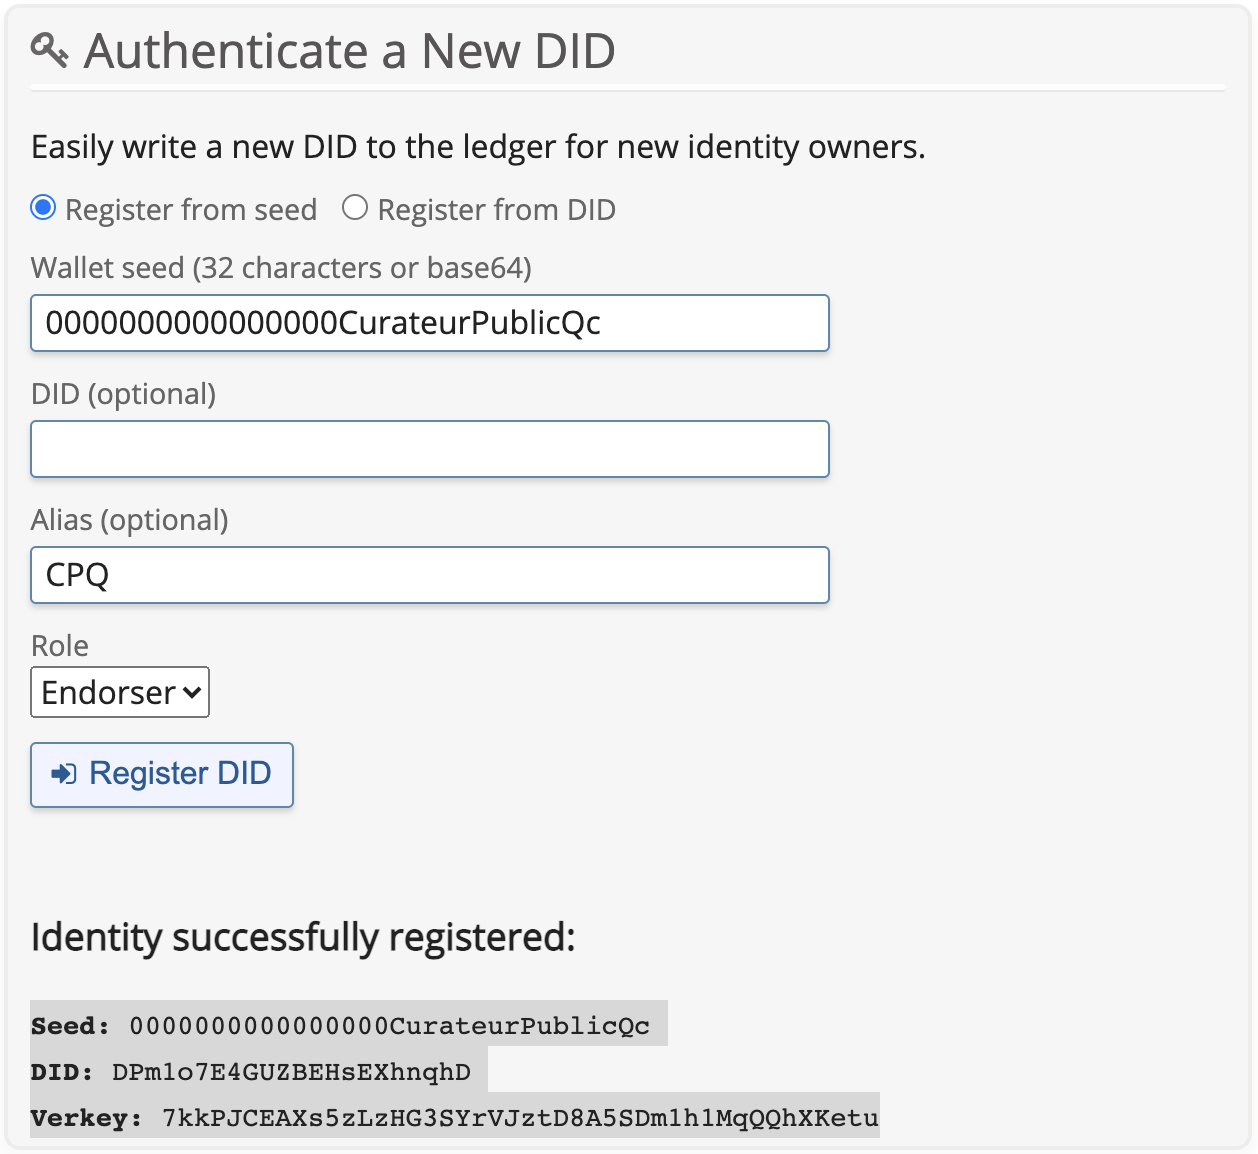 Authenticate a New DID
Easily write a new DID to the ledger for new identity owners.
Register from seed Register from DID
Wallet seed (32 characters or base64)
0000000000000000CurateurPublicQc
DID (optional)
Alias (optional)
CPQ
Role
Endorser
Register DID
Identity successfully registered:
Seed: 0000000000000000CurateurPublicQc
DID: DPm1o7E4GUZBEHsEXhnqhD
Verkey: 7kkPJCEAXs5zLzHG3SYrVJztD8A5SDm1h1MqQQhXKetu